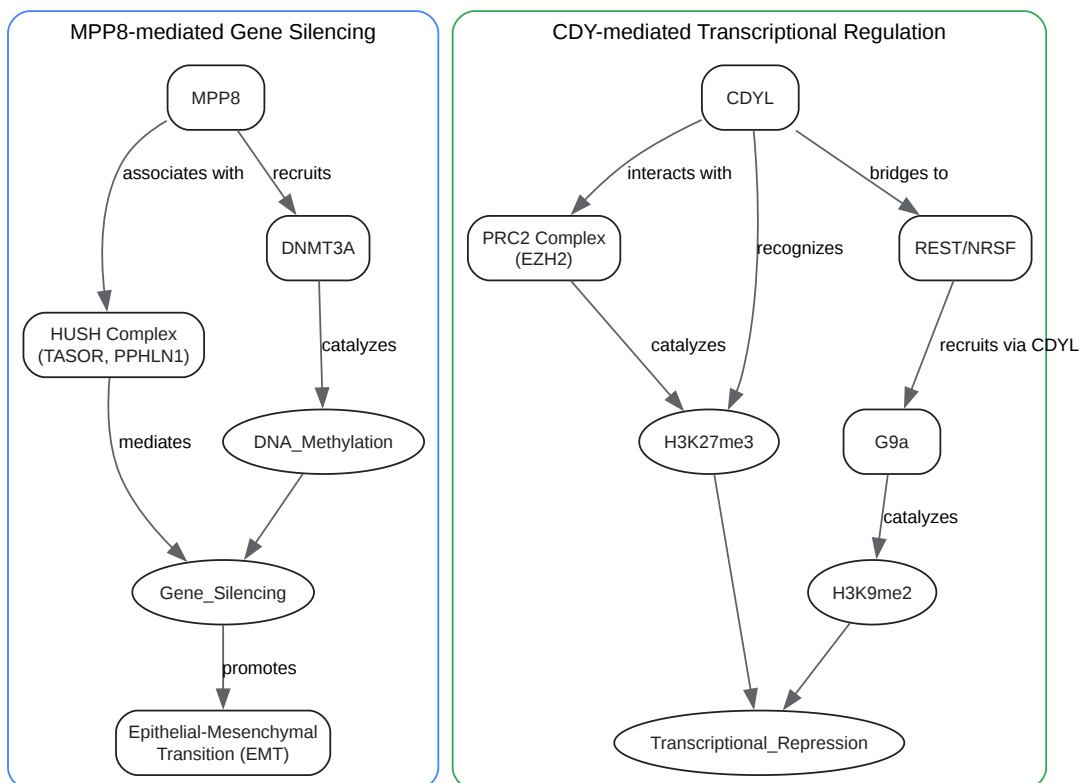 MPP8-mediated Gene Silencing
MPP8
associates with
recruits
DNMT3A
HUSH Complex
(TASOR, PPHLN1)
catalyzes
mediates
DNA_Methylation
Gene_Silencing
promotes
Epithelial-Mesenchymal
Transition (EMT)
CDY-mediated Transcriptional Regulation
CDYL
interacts with
bridges to
PRC2 Complex
(EZH2)
recognizes
REST/NRSF
catalyzes
recruits via CDYL
H3K27me3
G9a
catalyzes
H3K9me2
Transcriptional_Repression